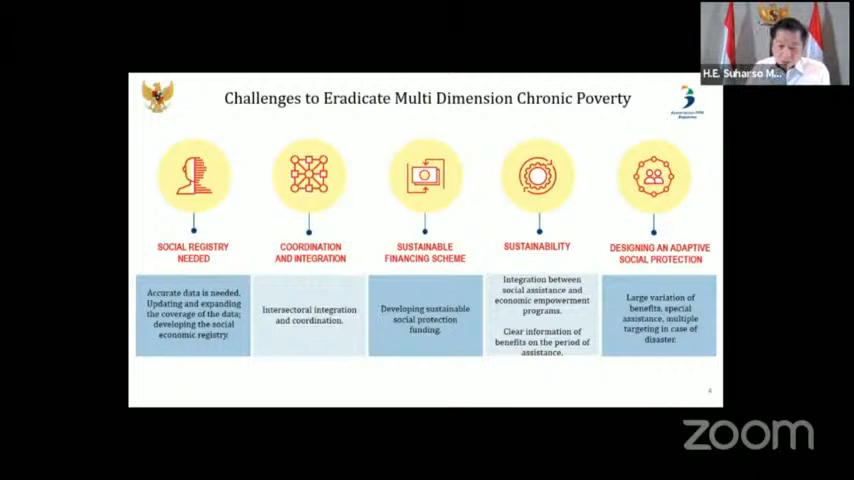 H.E. Suharso M...
Challenges to Eradicate Multi Dimension Chronic Poverty
SOCIAL REGISTRY
NEEDED
Accurate data is needed.
Updating and expanding
the coverage of the data;
developing the social
economic registry.
COORDINATION
AND INTEGRATION
Intersectoral integration
and coordination.
SUSTAINABLE
FINANCING SCHEME
Developing sustainable
social protection
funding.
SUSTAINABILITY
Integration between
social assistance and
economic empowerment
programs.
Clear information of
benefits on the period of
assistance.
DESIGNING AN ADAPTIVE
SOCIAL PROTECTION
Large variation of
benefits, special
assistance, multiple
targeting in case of
disaster.
4
zoom